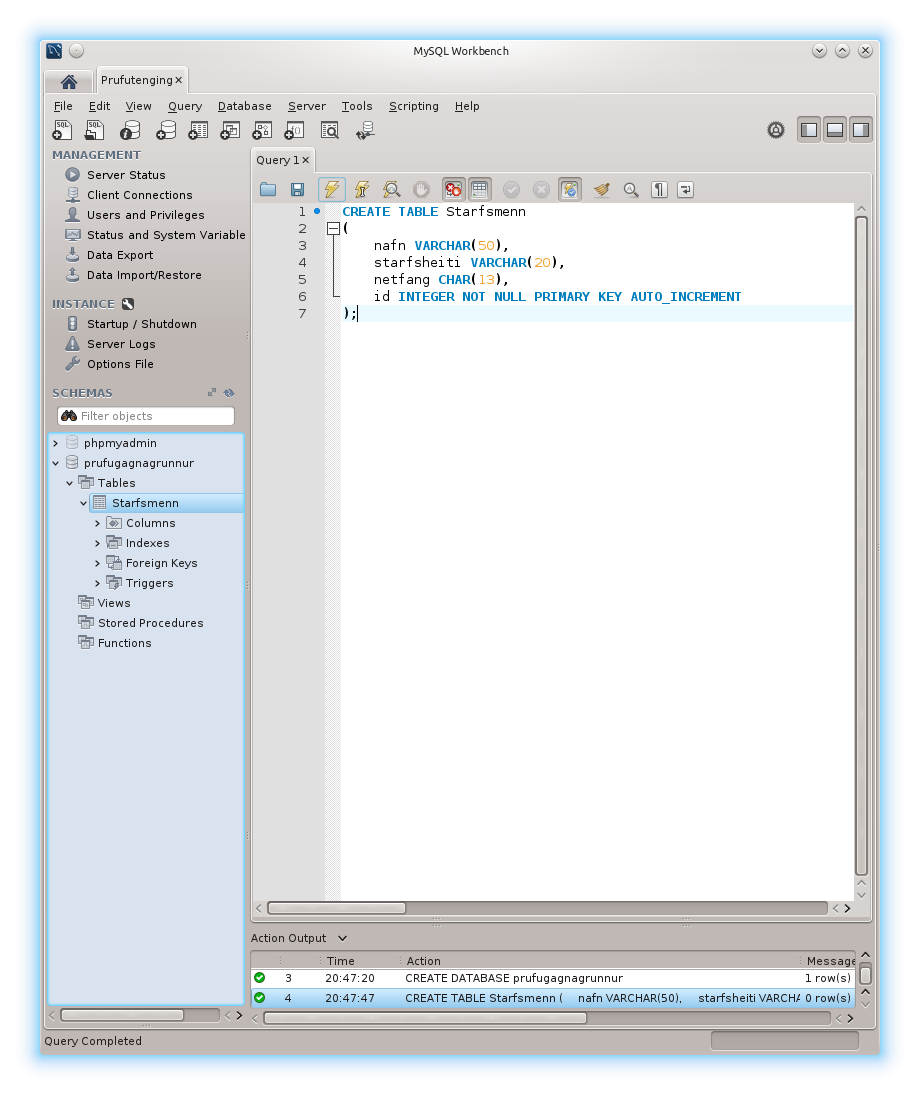 MySQL Workbench
Prufutenging
File Edit View Query Database Server Tools Scripting Help
MANAGEMENT
Server Status
Client Connections
Users and Privileges
Status and System Variable
Data Export
Data Import/Restore
INSTANCE
Startup / Shutdown
Server Logs
Options File
SCHEMAS
Filter objects
phpmyadmin
prufugagnagrunnur
Tables
Starfsmenn
Columns
Indexes
Foreign Keys
Triggers
Views
Stored Procedures
Functions
Query 1
1 CREATE TABLE Starfsmenn
2 (
3 nafn VARCHAR(50),
4 starfsheiti VARCHAR(20),
5 netfang CHAR(13),
6 id INTEGER NOT NULL PRIMARY KEY AUTO_INCREMENT
7 );
Action Output
Time Action Message
3 20:47:20 CREATE DATABASE prufugagnagrunnur 1 row(s)
4 20:47:47 CREATE TABLE Starfsmenn ( nafn VARCHAR(50), starfsheiti VARCHA 0 row(s)
Query Completed